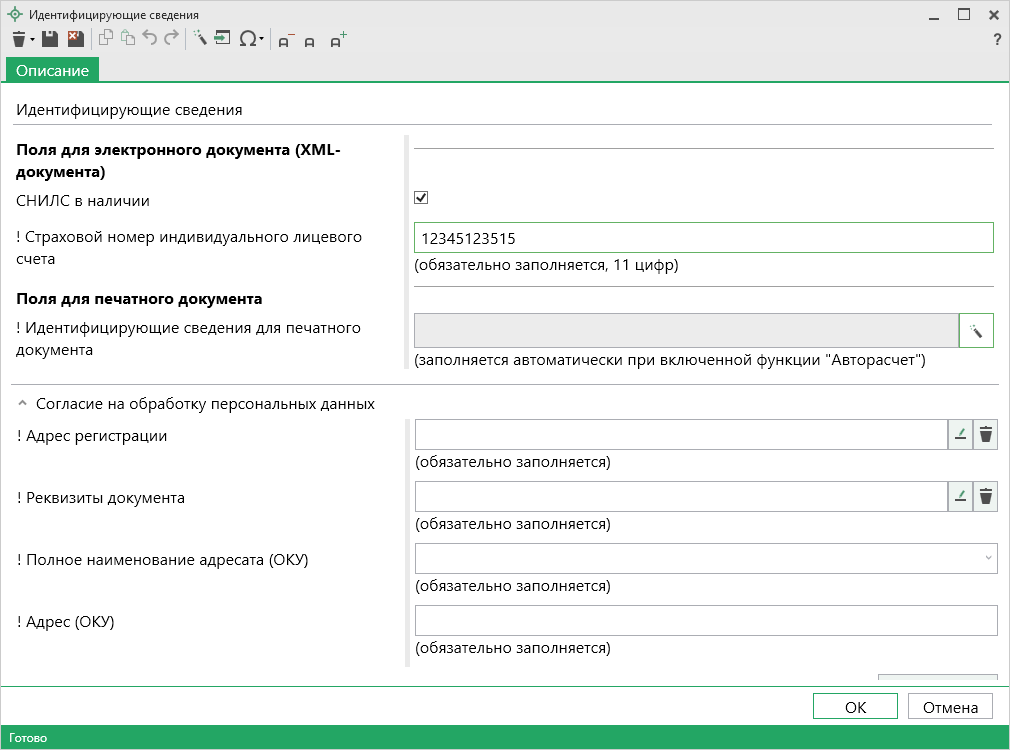 Идентифицирующие сведения
?
Описание
Идентифицирующие сведения
Поля для электронного документа (XML-
документа)
СНИЛС в наличии
! Страховой номер индивидуального лицевого
счета
12345123515
(обязательно заполняется, 11 цифр)
Поля для печатного документа
! Идентифицирующие сведения для печатного
документа
(заполняется автоматически при включенной функции "Авторасчет")
Согласие на обработку персональных данных
! Адрес регистрации
(обязательно заполняется)
! Реквизиты документа
(обязательно заполняется)
! Полное наименование адресата (ОКУ)
(обязательно заполняется)
! Адрес (ОКУ)
(обязательно заполняется)
ОК
Отмена
Готово